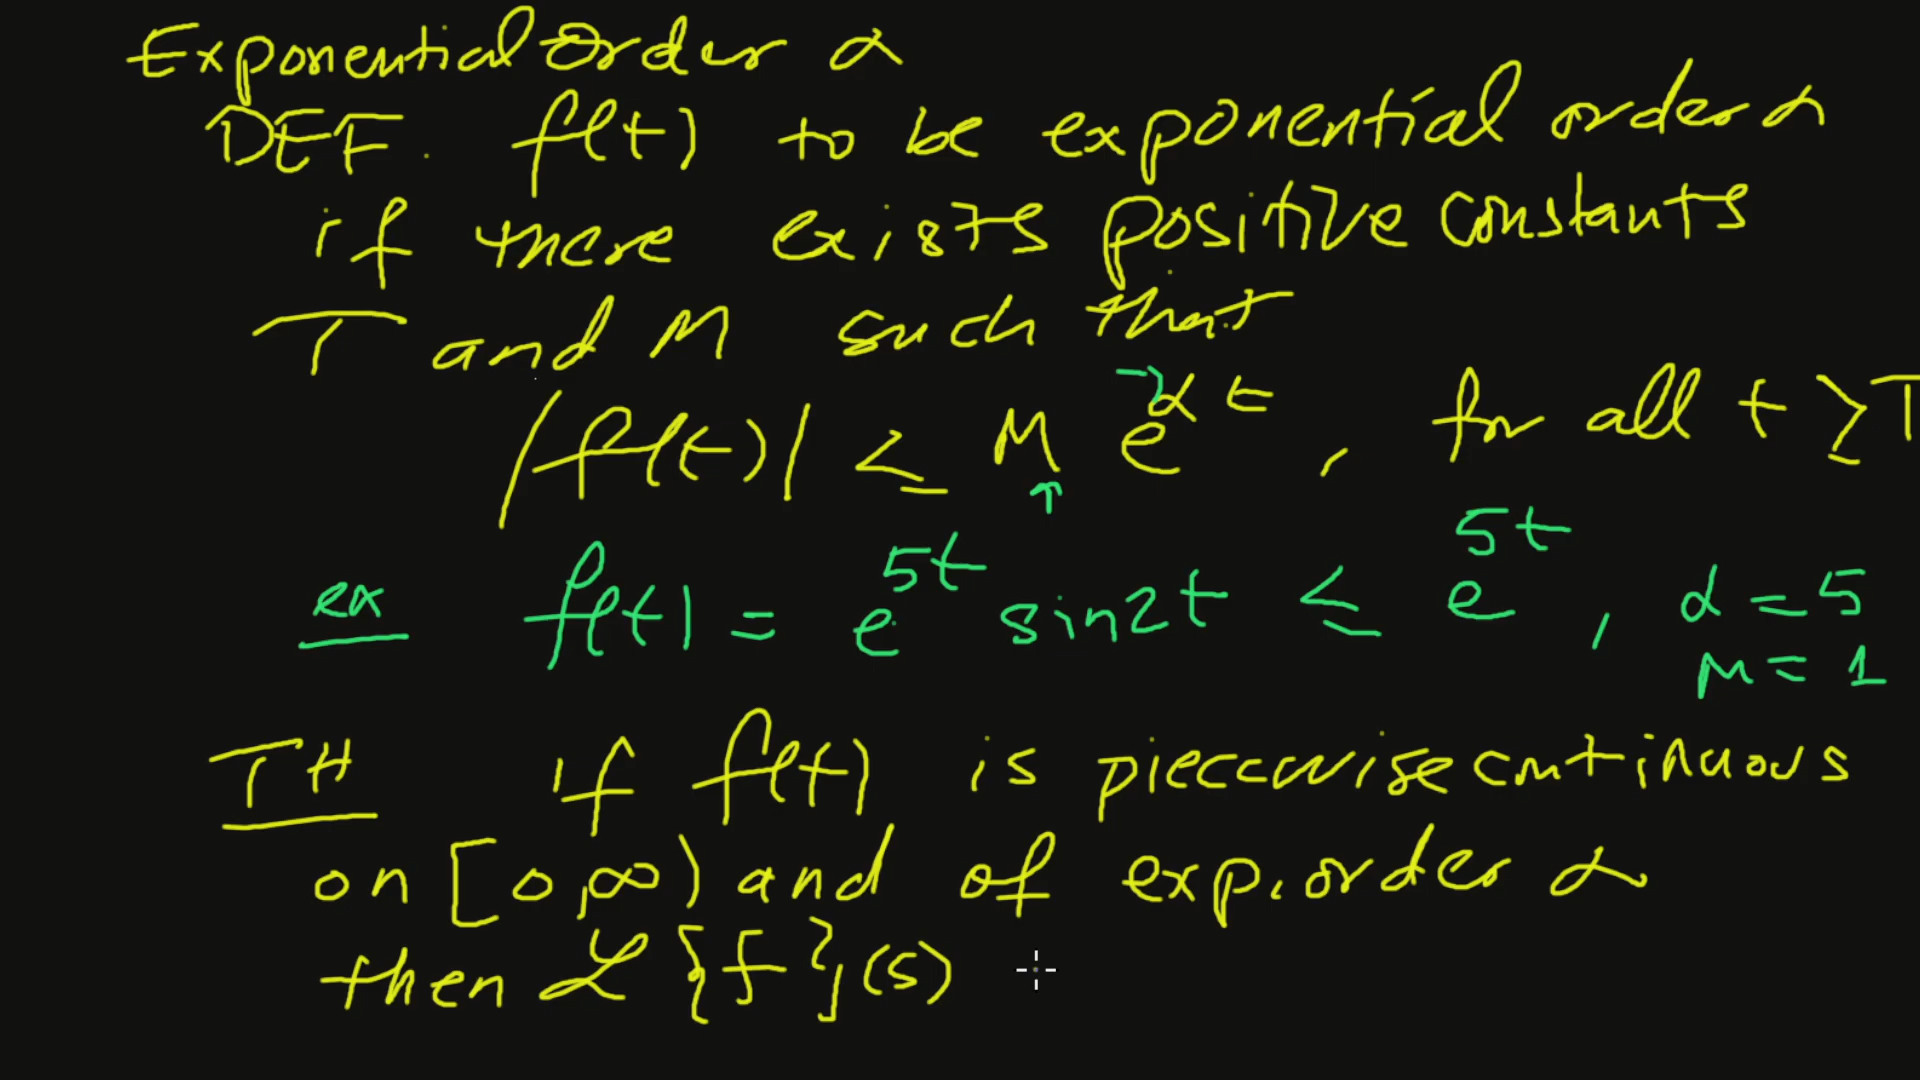 Exponential Order α
DEF. f(t) to be exponential order α
if there exists positive constants
T and M such that
|f(t)| ≤ M e^{αt}, for all t ≥ T
ex f(t) = e^{5t} sin2t ≤ e^{5t}, α = 5
M = 1
TH if f(t) is piecewise continuous
on [0,∞) and of exp. order α
then ℒ{f}(s)